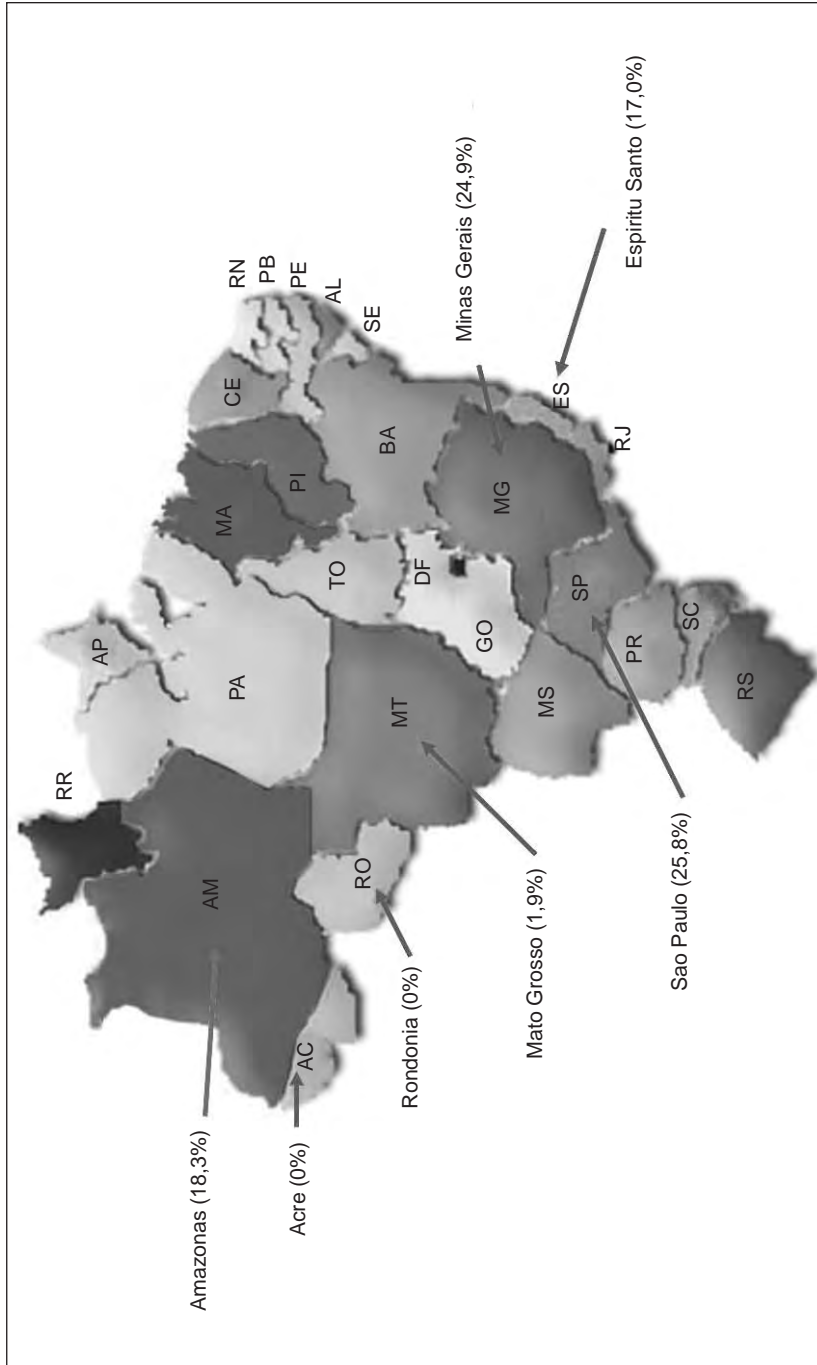 RR
AP
AM
PA
MA
CE
RN
PB
PE
AL
SE
PI
AC
RO
TO
BA
MT
DF
GO
MG
ES
MS
SP
RJ
PR
SC
RS
Amazonas (18,3%)
Acre (0%)
Rondonia (0%)
Mato Grosso (1,9%)
Sao Paulo (25,8%)
Minas Gerais (24,9%)
Espiritu Santo (17,0%)